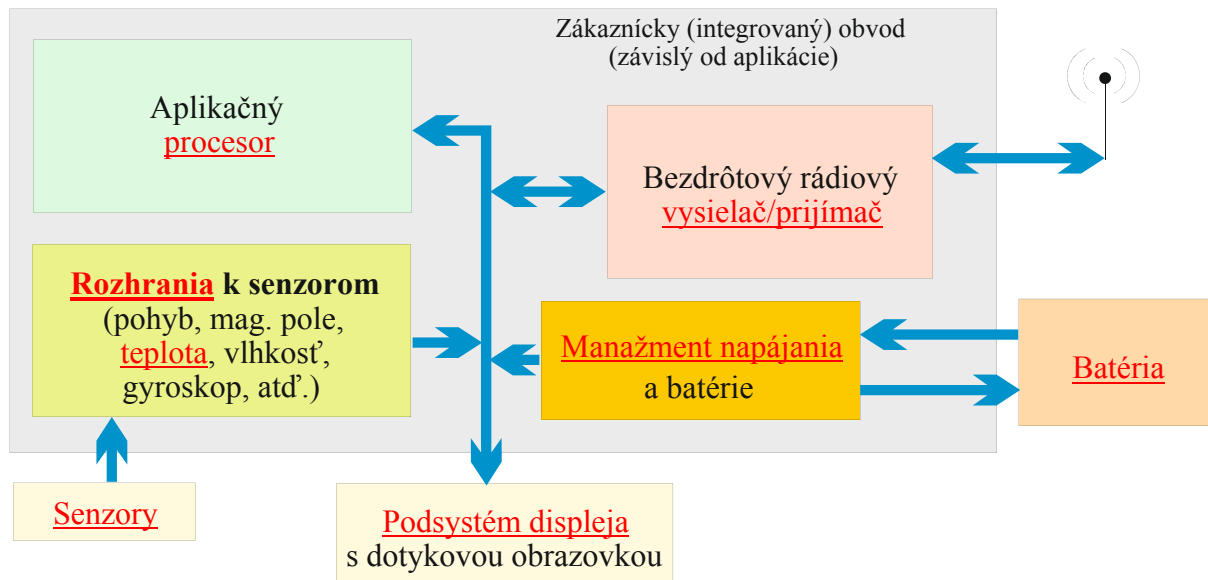 Zákaznícky (integrovaný) obvod
(závislý od aplikácie)
Aplikačný
procesor
Bezdrôtový rádiový
vysielač/prijímač
Rozhrania k senzorom
(pohyb, mag. pole,
teplota, vlhkosť,
gyroskop, atď.)
Manažment napájania
a batérie
Batéria
Senzory
Podsystém displeja
s dotykovou obrazovkou